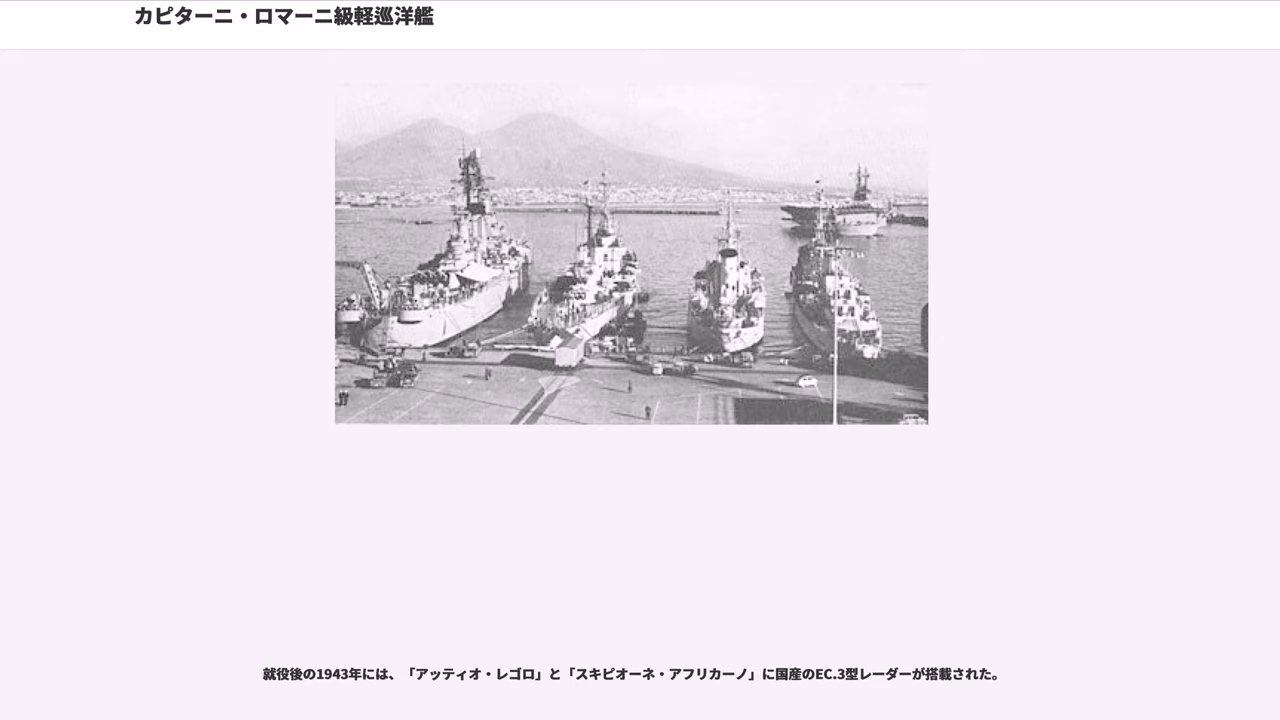 カピターニ・ロマーニ級軽巡洋艦
就役後の1943年には、「アッティオ・レゴロ」と「スキピオーネ・アフリカーノ」に国産のEC.3型レーダーが搭載された。